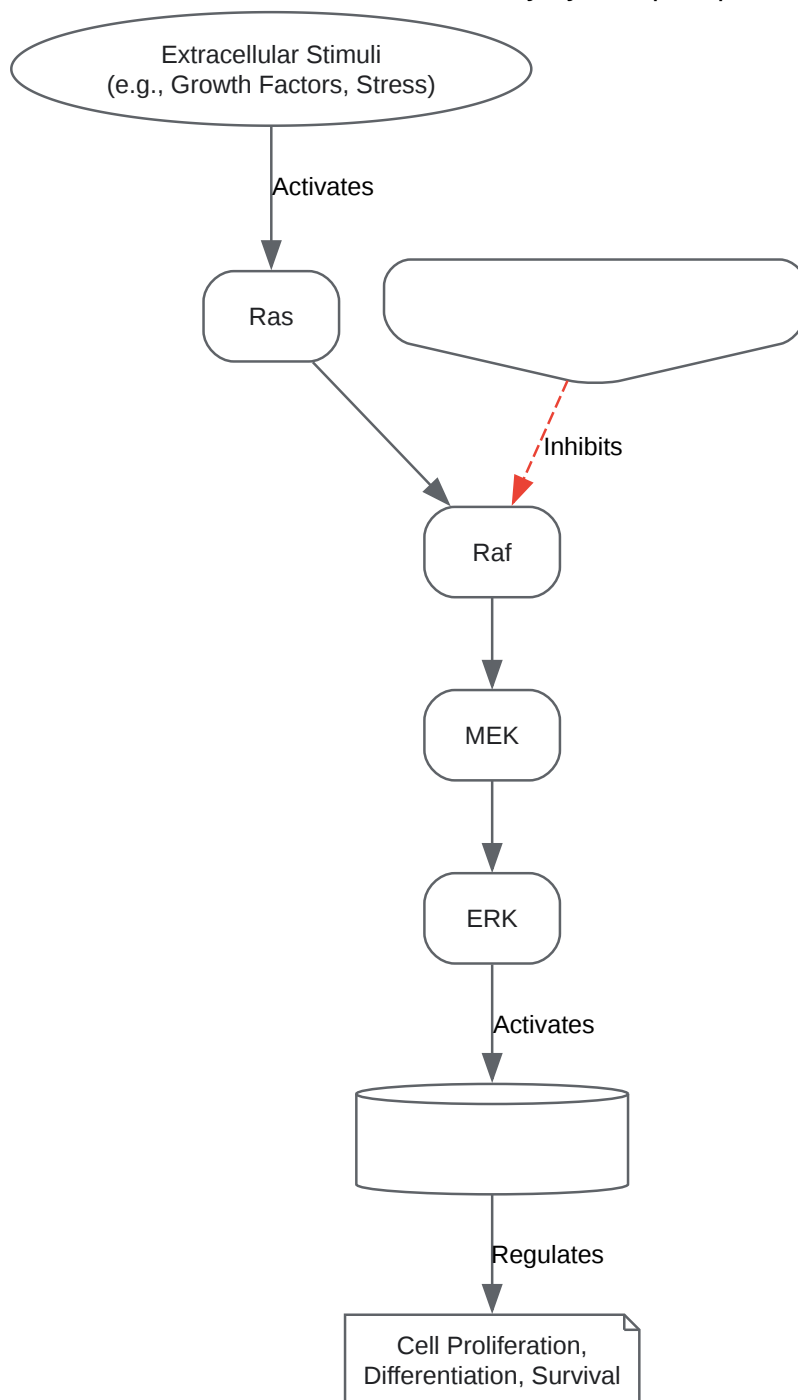 Extracellular Stimuli
(e.g., Growth Factors, Stress)
Activates
Ras
Inhibits
Raf
MEK
ERK
Activates
Regulates
Cell Proliferation,
Differentiation, Survival